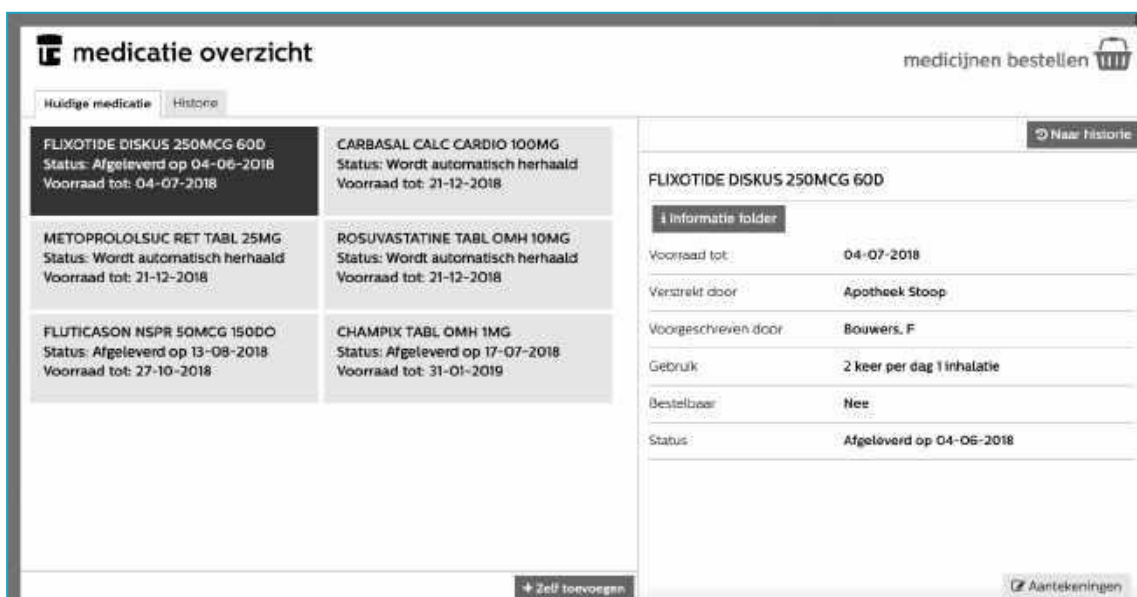 medicatie overzicht
medicijnen bestellen
Huidige medicatie
Historie
FLIXOTIDE DISKUS 250MCG 60D
Status: Afgeleverd op 04-06-2018
Voorraad tot: 04-07-2018
CARBASAL CALC CARDIO 100MG
Status: Wordt automatisch herhaald
Voorraad tot: 21-12-2018
METOPROLOLSUC RET TABL 25MG
Status: Wordt automatisch herhaald
Voorraad tot: 21-12-2018
ROSUVASTATINE TABL OMH 10MG
Status: Wordt automatisch herhaald
Voorraad tot: 21-12-2018
FLUTICASON NSPR 50MCG 150DO
Status: Afgeleverd op 13-08-2018
Voorraad tot: 27-10-2018
CHAMPIX TABL OMH 1MG
Status: Afgeleverd op 17-07-2018
Voorraad tot: 31-01-2019
+ Zelf toevoegen
Naar historie
FLIXOTIDE DISKUS 250MCG 60D
i Informatie folder
Voorraad tot 04-07-2018
Verstrekt door Apotheek Stoop
Voorgeschreven door Bouwers, F
Gebruik 2 keer per dag 1 inhalatie
Bestelbaar Nee
Status Afgeleverd op 04-06-2018
Aantekeningen